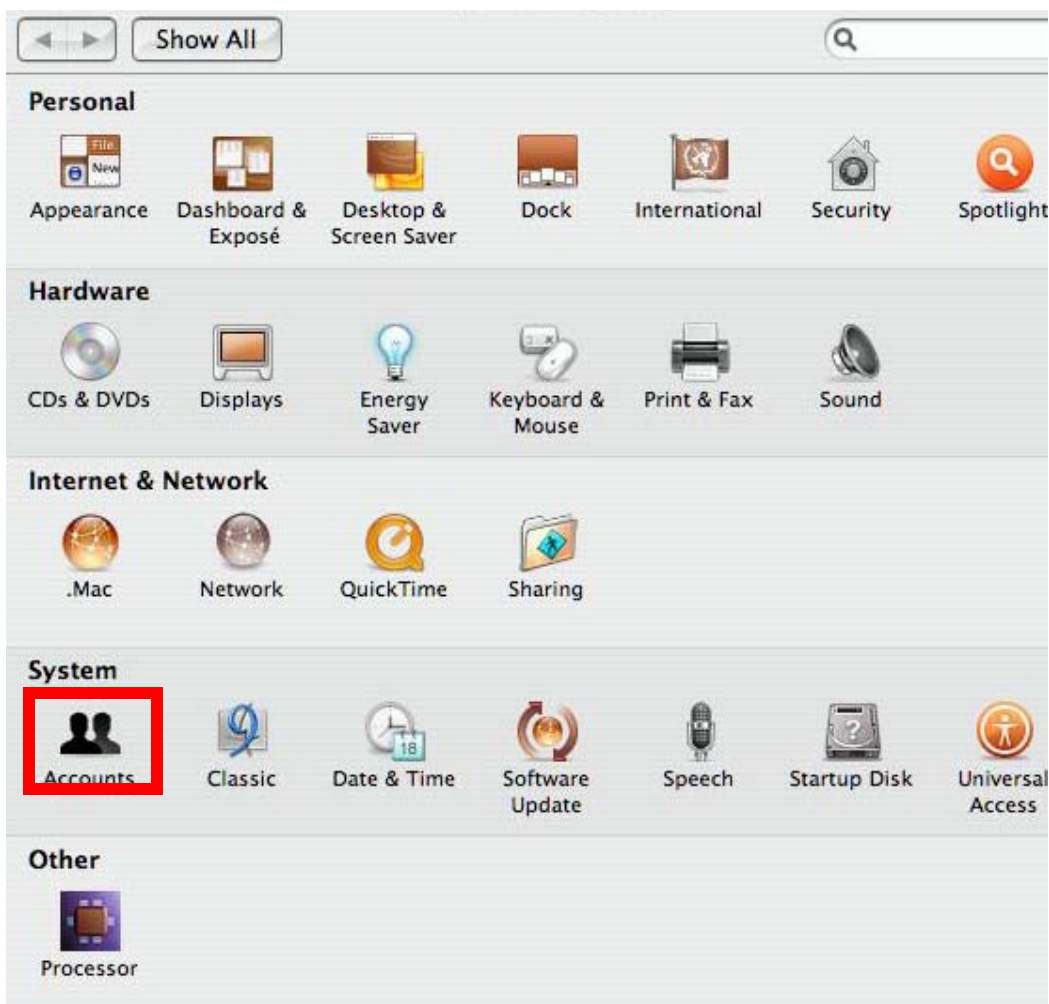 Show All
Personal
File
New
Appearance
Dashboard &
Exposé
Desktop &
Screen Saver
Dock
International
Security
Spotlight
Hardware
CDs & DVDs
Displays
Energy
Saver
Keyboard &
Mouse
Print & Fax
Sound
Internet & Network
.Mac
Network
QuickTime
Sharing
System
18
Accounts
Classic
Date & Time
Software
Update
Speech
Startup Disk
Universal
Access
Other
Processor